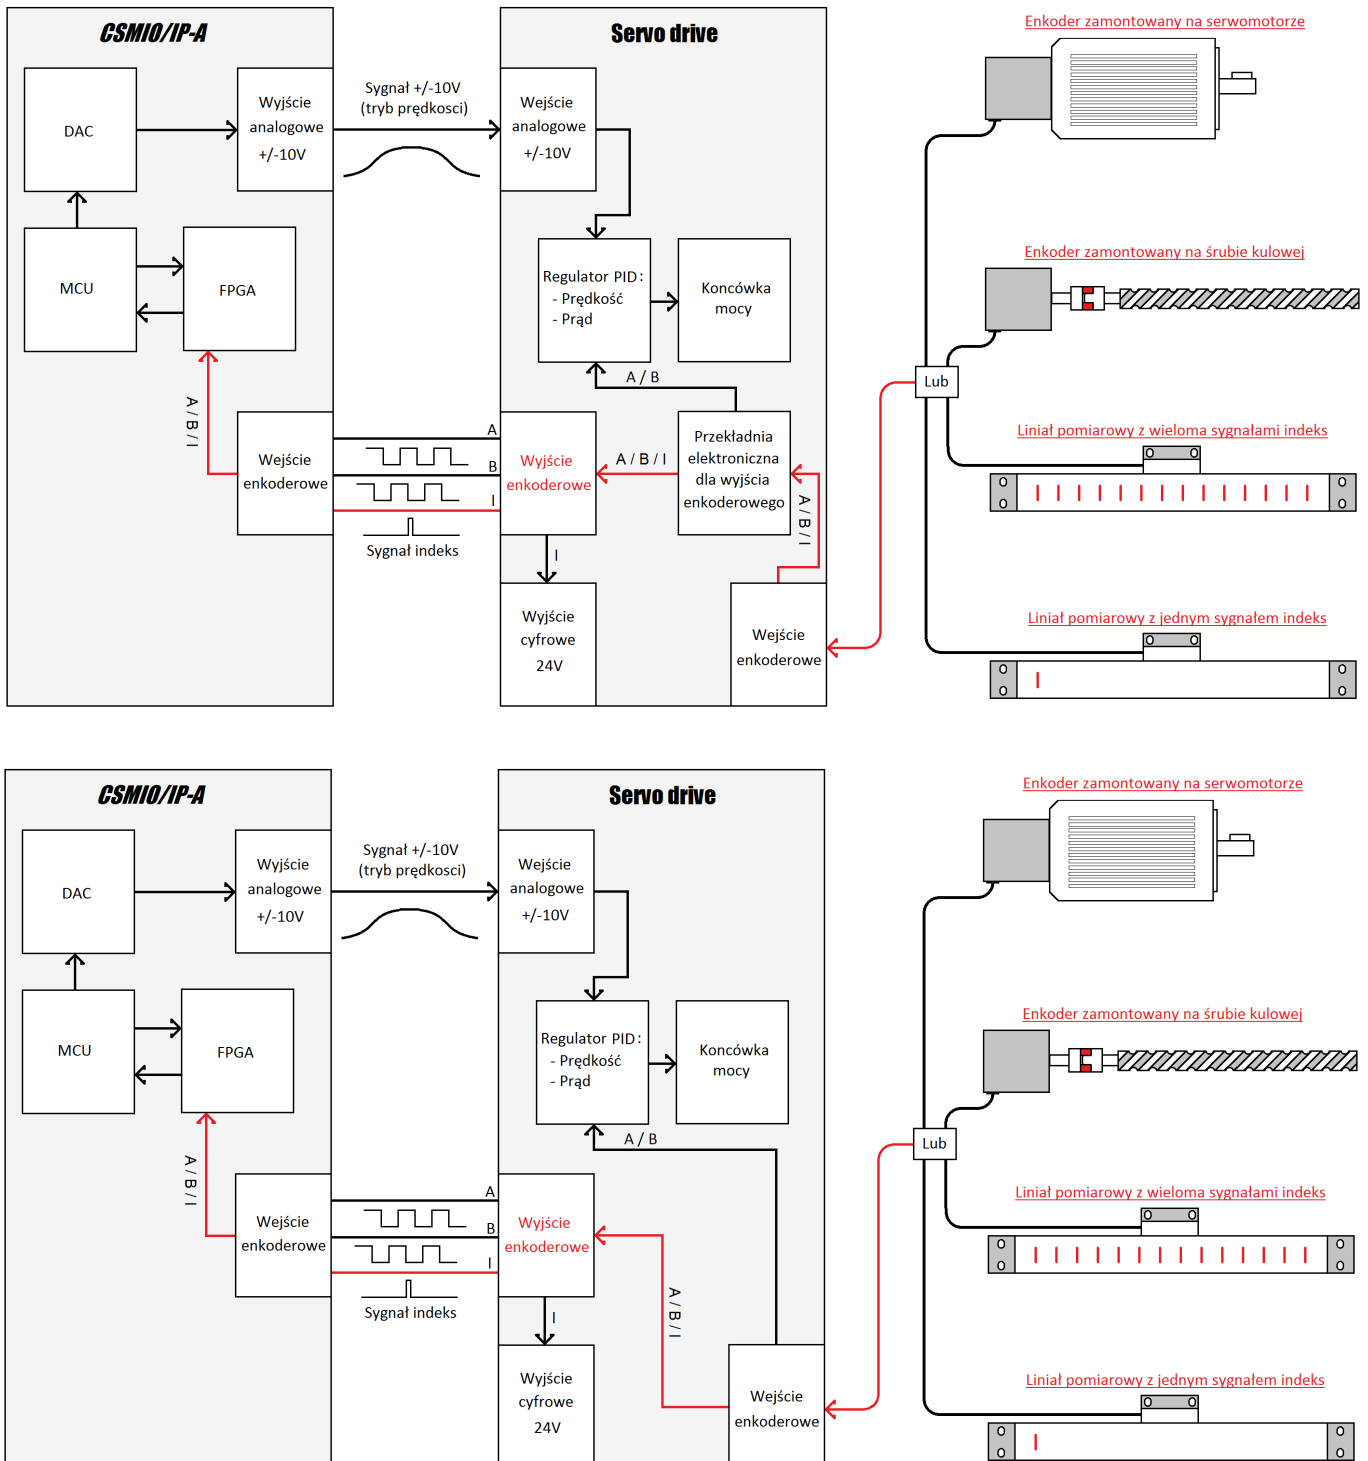 CSMIO/IP-A
Servo drive
Enkoder zamontowany na serwomotorze
DAC
Wyjście
analogowe
+/-10V
Sygnał +/-10V
(tryb prędkosci)
Wejście
analogowe
+/-10V
MCU
FPGA
Regulator PID:
- Prędkość
- Prąd
Koncówka
mocy
Enkoder zamontowany na śrubie kulowej
A / B
Lub
A / B / I
Wejście
enkoderowe
A
B
I
Sygnał indeks
Wyjście
enkoderowe
A / B / I
Przekładnia
elektroniczna
dla wyjścia
enkoderowego
A / B / I
Liniał pomiarowy z wieloma sygnałami indeks
I
Wyjście
cyfrowe
24V
Wejście
enkoderowe
Liniał pomiarowy z jednym sygnałem indeks
CSMIO/IP-A
Servo drive
Enkoder zamontowany na serwomotorze
DAC
Wyjście
analogowe
+/-10V
Sygnał +/-10V
(tryb prędkosci)
Wejście
analogowe
+/-10V
MCU
FPGA
Regulator PID:
- Prędkość
- Prąd
Koncówka
mocy
Enkoder zamontowany na śrubie kulowej
A / B
Lub
A / B / I
Wejście
enkoderowe
A
B
I
Sygnał indeks
Wyjście
enkoderowe
A / B / I
Liniał pomiarowy z wieloma sygnałami indeks
I
Wyjście
cyfrowe
24V
Wejście
enkoderowe
Liniał pomiarowy z jednym sygnałem indeks